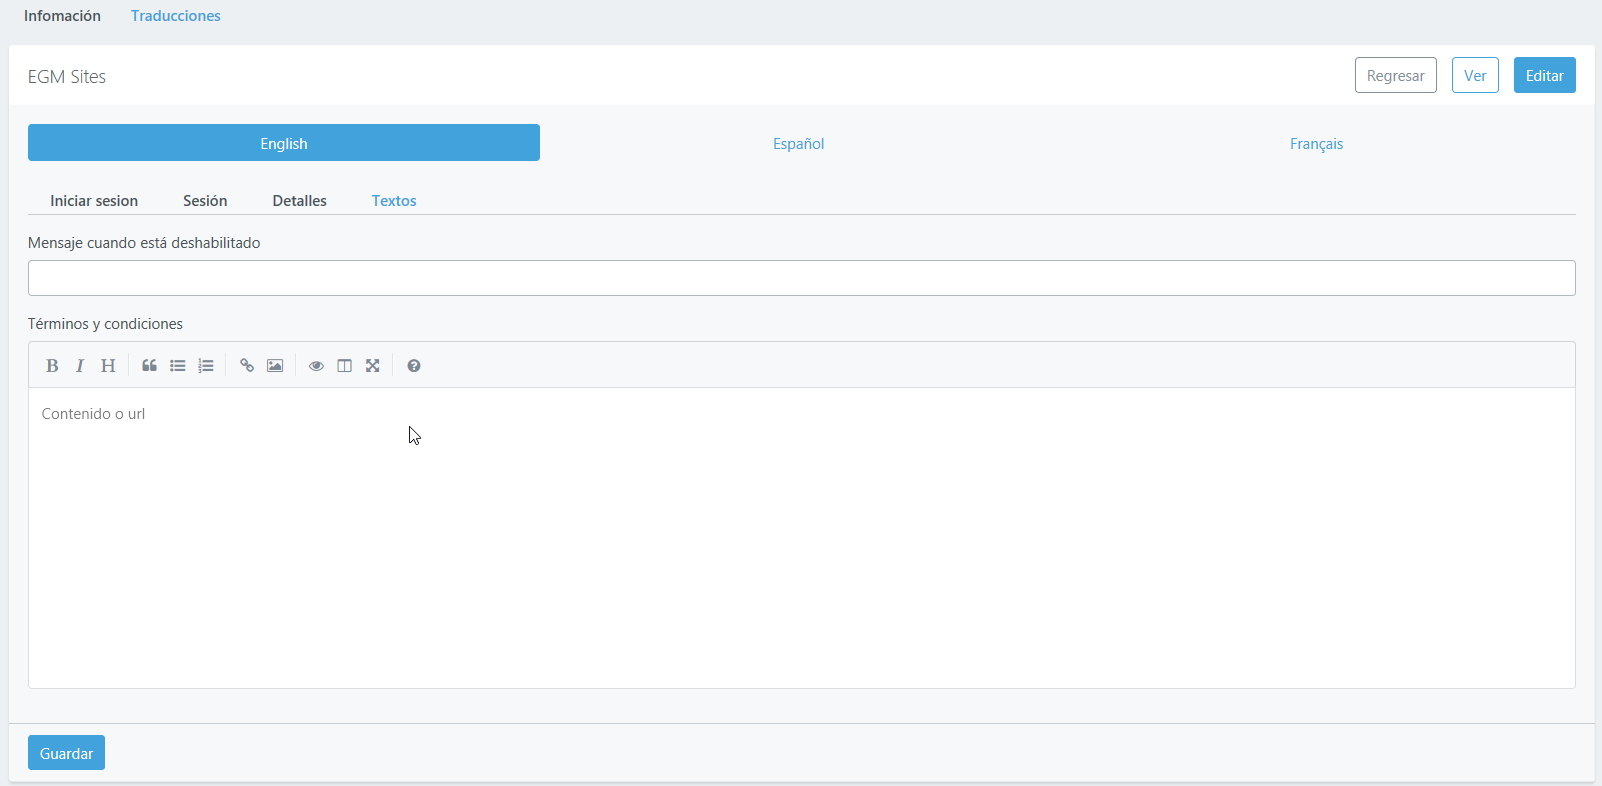 Infomación Traducciones
EGM Sites Regresar Ver Editar
English Español Français
Iniciar sesion Sesión Detalles Textos
Mensaje cuando está deshabilitado
Términos y condiciones
B I H
Contenido o url
Guardar